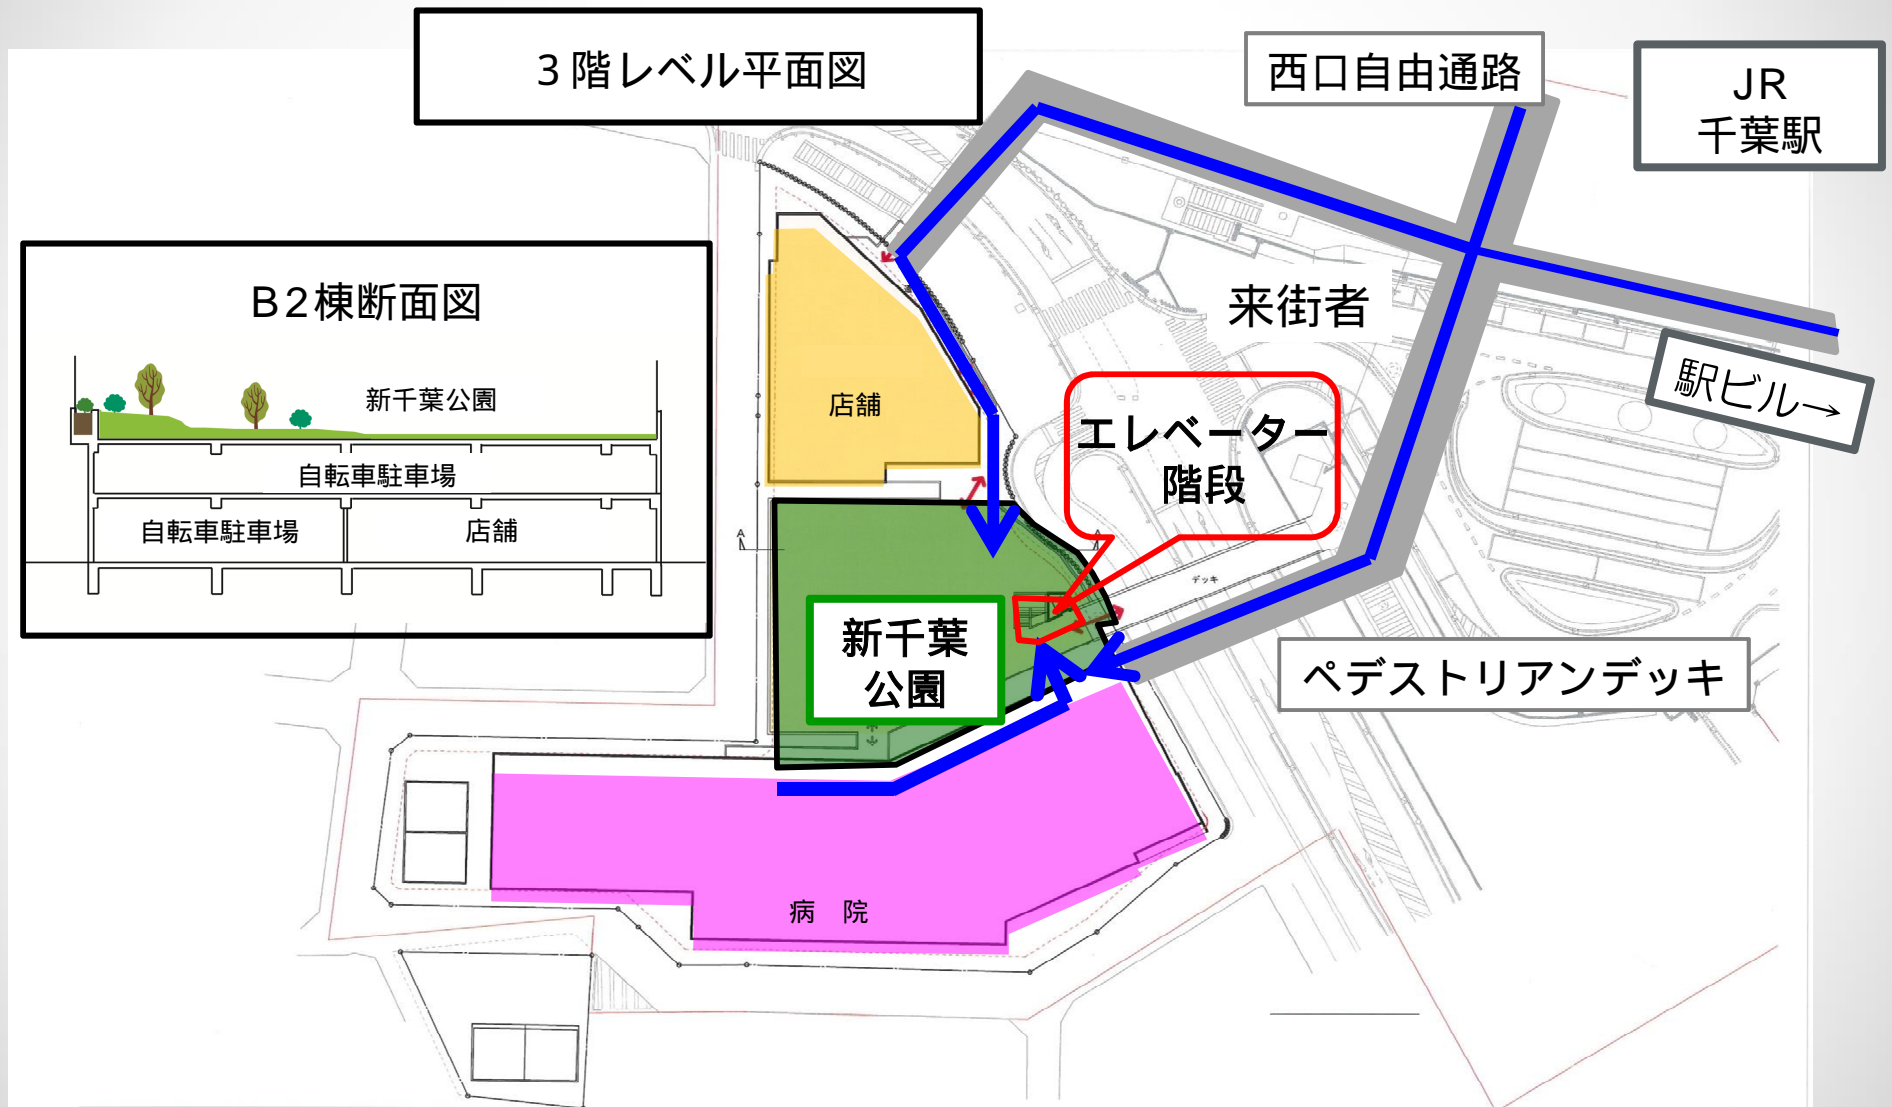 3階レベル平面図
西口自由通路
JR
千葉駅
B2棟断面図
新千葉公園
自転車駐車場
自転車駐車場
店舗
来街者
駅ビル→
店舗
エレベーター
階段
A
A
デッキ
新千葉
公園
ペデストリアンデッキ
病 院